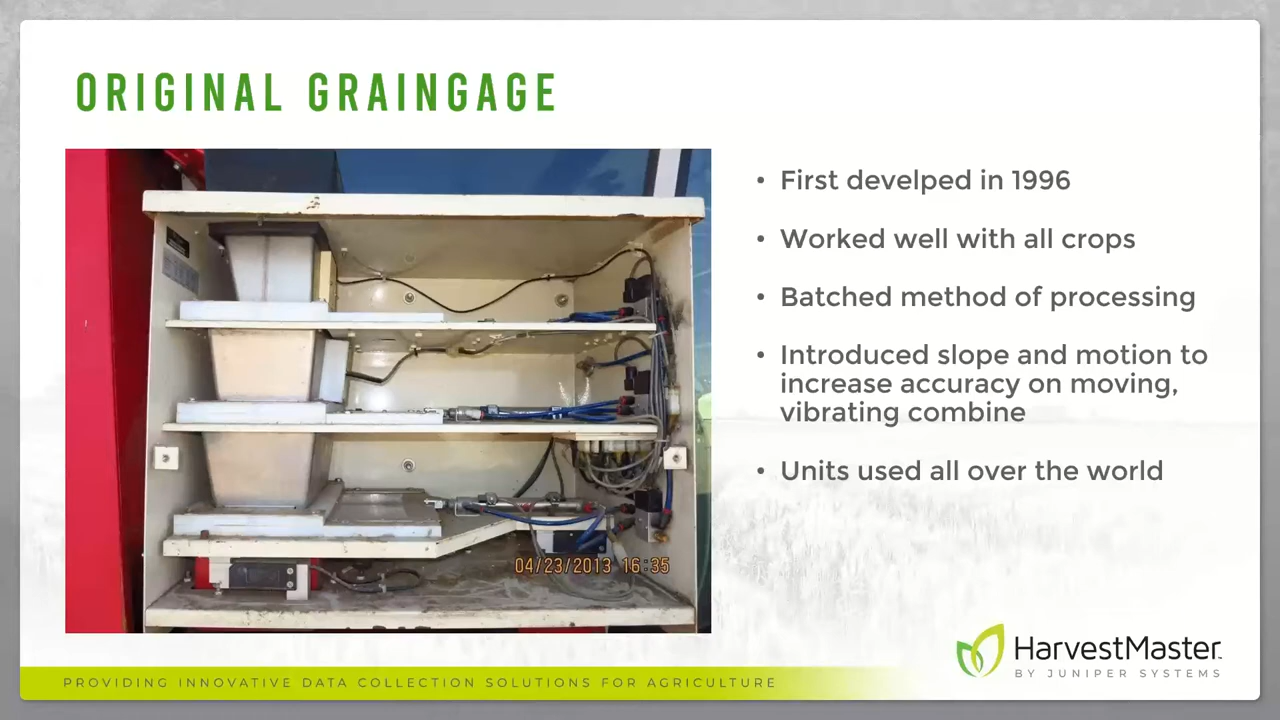 ORIGINAL GRAINGAGE
• First develped in 1996
• Worked well with all crops
• Batched method of processing
• Introduced slope and motion to
increase accuracy on moving,
vibrating combine
• Units used all over the world
04/23/2013 16:35
HarvestMaster™
BY JUNIPER SYSTEMS
PROVIDING INNOVATIVE DATA COLLECTION SOLUTIONS FOR AGRICULTURE